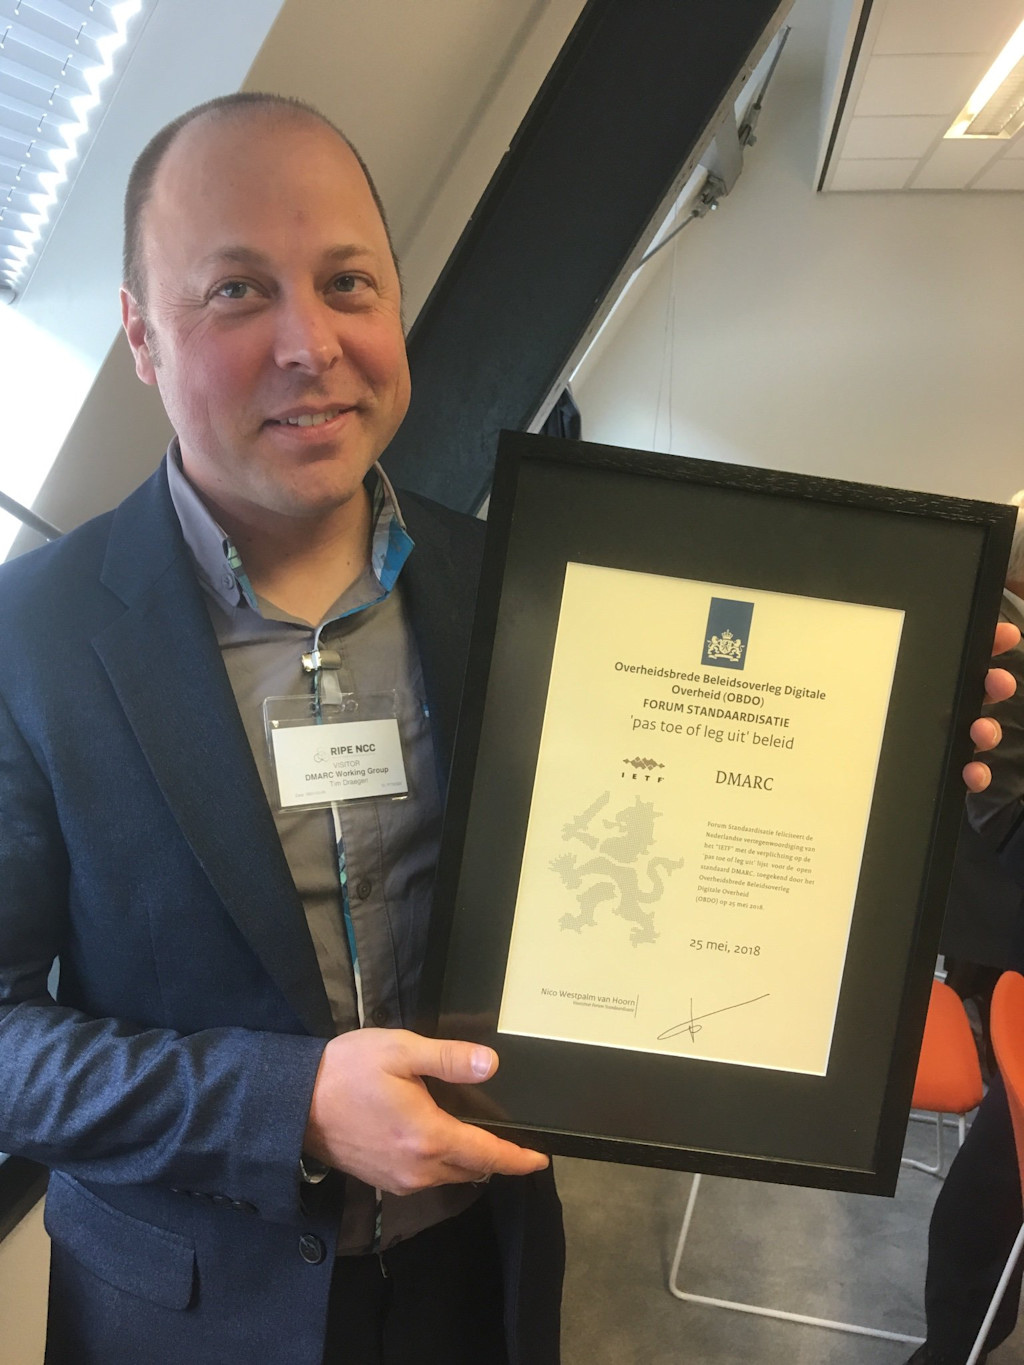 RIPE NCC
VISITOR
DMARC Working Group
Tim Draegen
Overheidsbrede Beleidsoverleg Digitale
Overheid (OBDO)
FORUM STANDAARDISATIE
'pas toe of leg uit' beleid
IETF
DMARC
Forum Standaardisatie feliciteert de
Nederlandse vertegenwoordiging van
het "IETF" met de verplichting op de
'pas toe of leg uit' lijst voor de open
standaard DMARC, toegekend door het
Overheidsbrede Beleidsoverleg
Digitale Overheid
(OBDO) op 25 mei 2018.
25 mei, 2018
Nico Westpalm van Hoorn